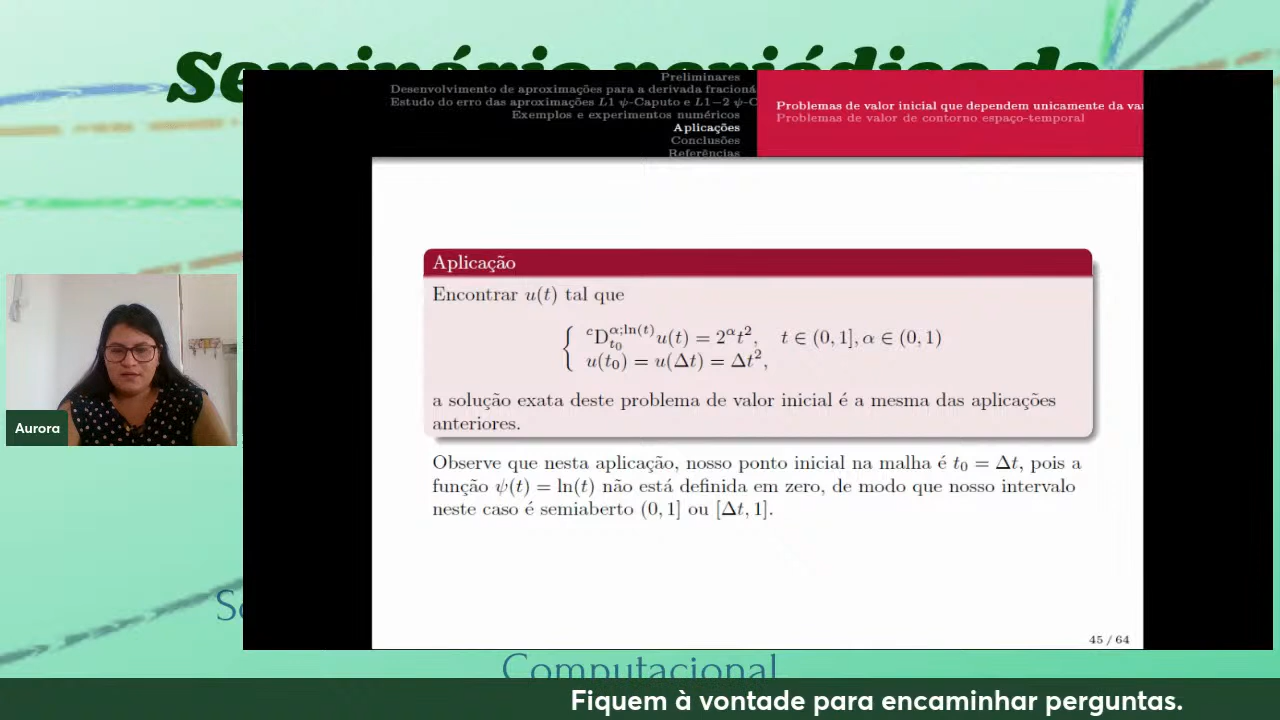 Seminário periódico de
Preliminares
Desenvolvimento de aproximações para a derivada fracioná
Estudo do erro das aproximações L1 ψ-Caputo e L1−2 ψ-C
Exemplos e experimentos numéricos
Aplicações
Conclusões
Referências
Problemas de valor inicial que dependem unicamente da va
Problemas de valor de contorno espaço-temporal
Aplicação
Encontrar u(t) tal que
{ ᶜD_{t₀}^{α;ln(t)} u(t) = 2^α t², t ∈ (0, 1], α ∈ (0, 1)
u(t₀) = u(Δt) = Δt²,
a solução exata deste problema de valor inicial é a mesma das aplicações
anteriores.
Observe que nesta aplicação, nosso ponto inicial na malha é t₀ = Δt, pois a
função ψ(t) = ln(t) não está definida em zero, de modo que nosso intervalo
neste caso é semiaberto (0, 1] ou [Δt, 1].
45 / 64
Aurora
Computacional
Fiquem à vontade para encaminhar perguntas.